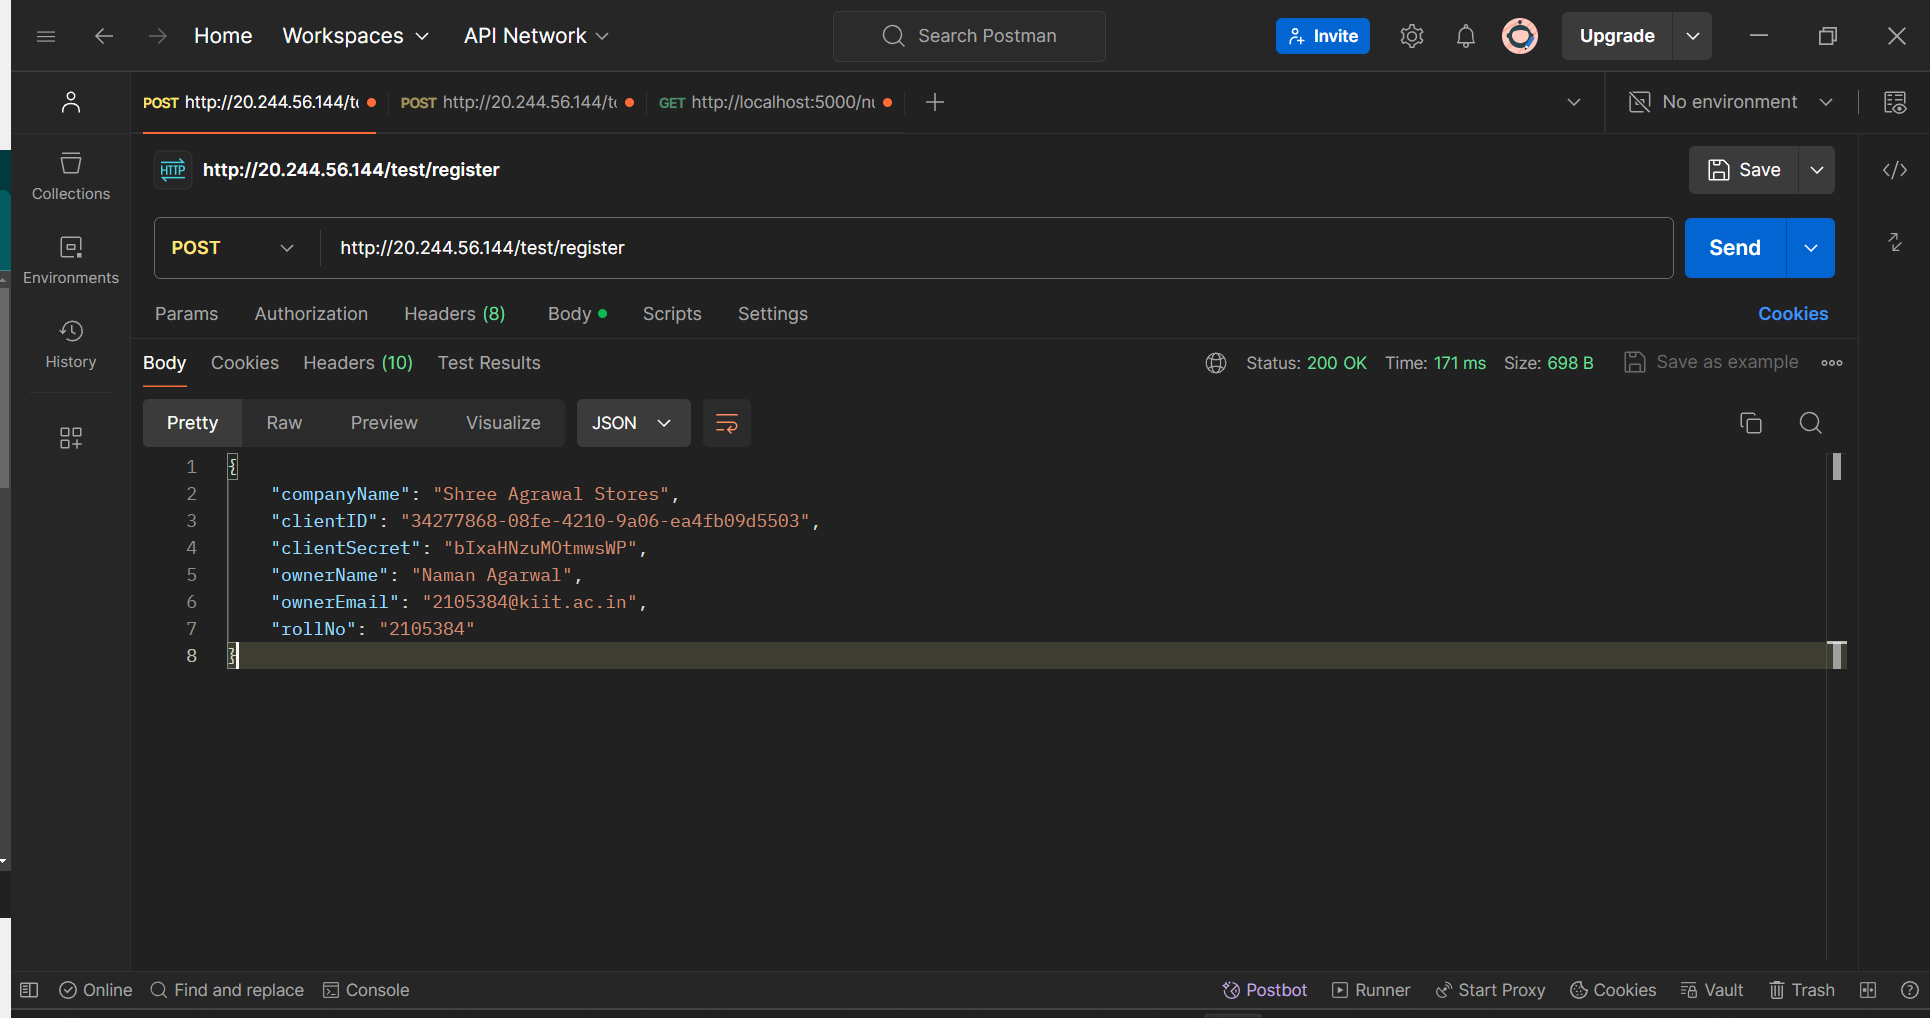 Home Workspaces API Network Search Postman Invite Upgrade
POST http://20.244.56.144/t POST http://20.244.56.144/t GET http://localhost:5000/nu No environment
HTTP http://20.244.56.144/test/register Save
Collections
POST http://20.244.56.144/test/register Send
Environments
Params Authorization Headers (8) Body Scripts Settings Cookies
History
Body Cookies Headers (10) Test Results Status: 200 OK Time: 171 ms Size: 698 B Save as example
Pretty Raw Preview Visualize JSON
1 {
2 "companyName": "Shree Agrawal Stores",
3 "clientID": "34277868-08fe-4210-9a06-ea4fb09d5503",
4 "clientSecret": "bIxaHNzuMOtmwsWP",
5 "ownerName": "Naman Agarwal",
6 "ownerEmail": "2105384@kiit.ac.in",
7 "rollNo": "2105384"
8 }
Online Find and replace Console Postbot Runner Start Proxy Cookies Vault Trash